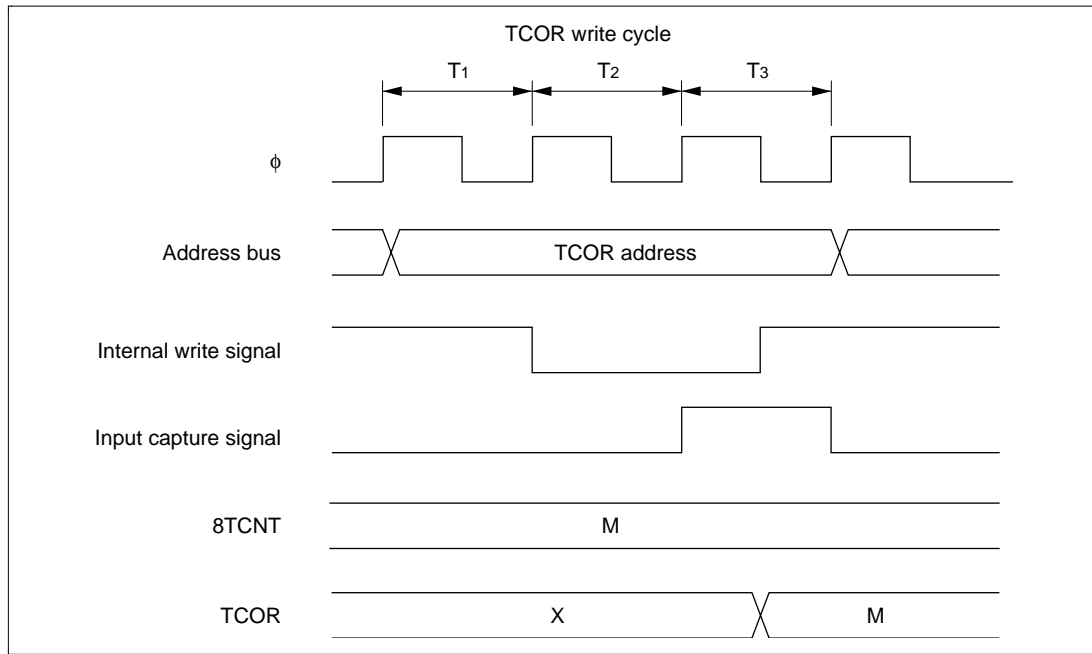 TCOR write cycle
T1 T2 T3
ϕ
Address bus
TCOR address
Internal write signal
Input capture signal
8TCNT
M
TCOR
X
M